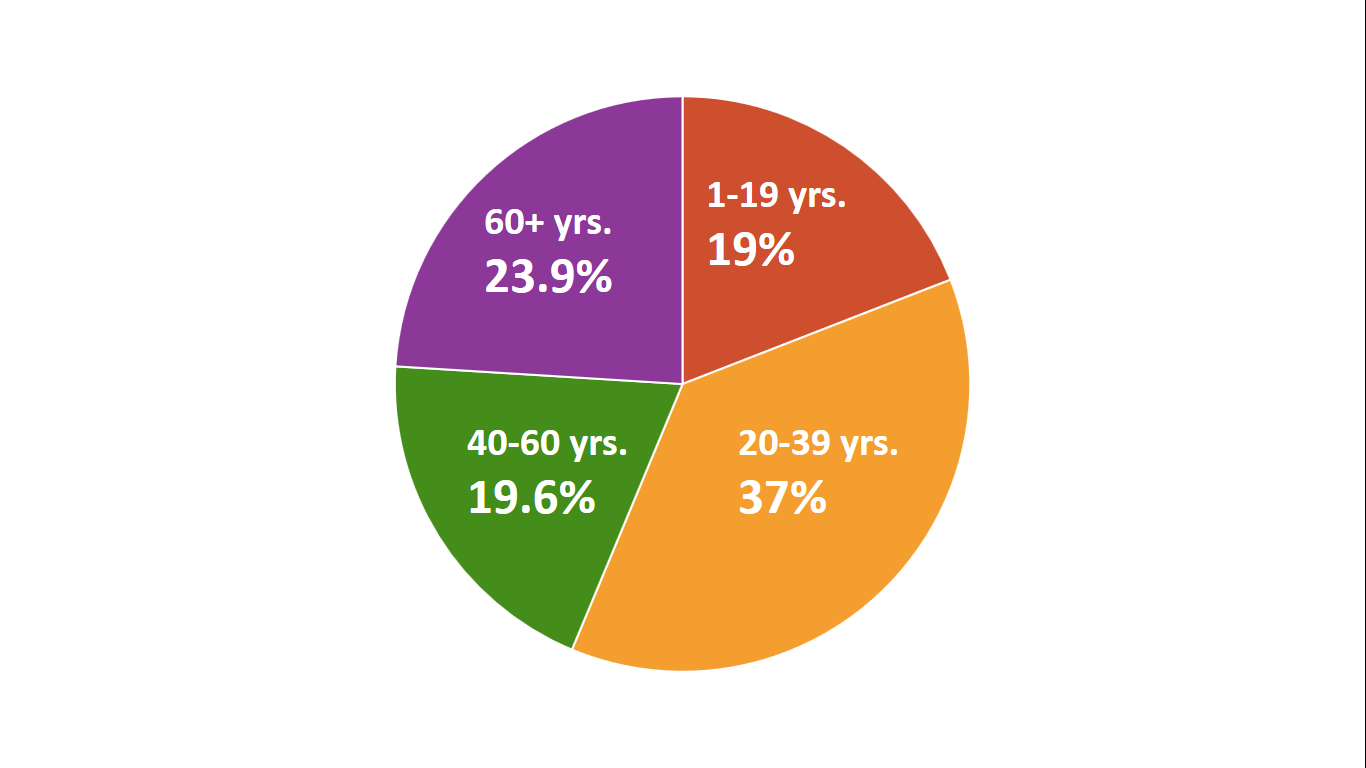 1-19 yrs.
19%
20-39 yrs.
37%
40-60 yrs.
19.6%
60+ yrs.
23.9%